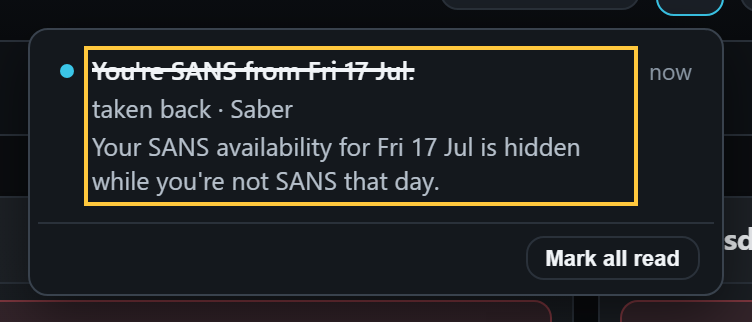 You're SANS from Fri 17 Jul.
now
taken back · Saber
Your SANS availability for Fri 17 Jul is hidden
while you're not SANS that day.
Mark all read
sd